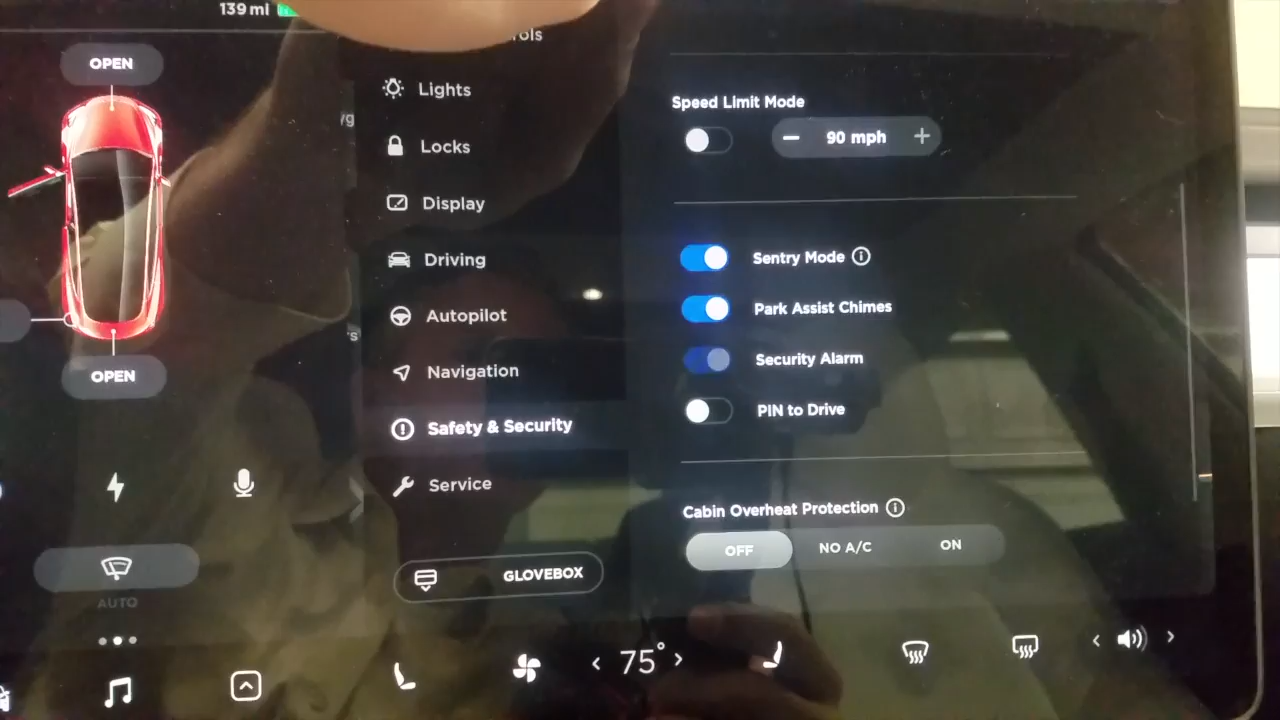 139 mi
OPEN
OPEN
AUTO
Lights
Locks
Display
Driving
Autopilot
Navigation
Safety & Security
Service
GLOVEBOX
Speed Limit Mode
90 mph
Sentry Mode
Park Assist Chimes
Security Alarm
PIN to Drive
Cabin Overheat Protection
OFF NO A/C ON
75°